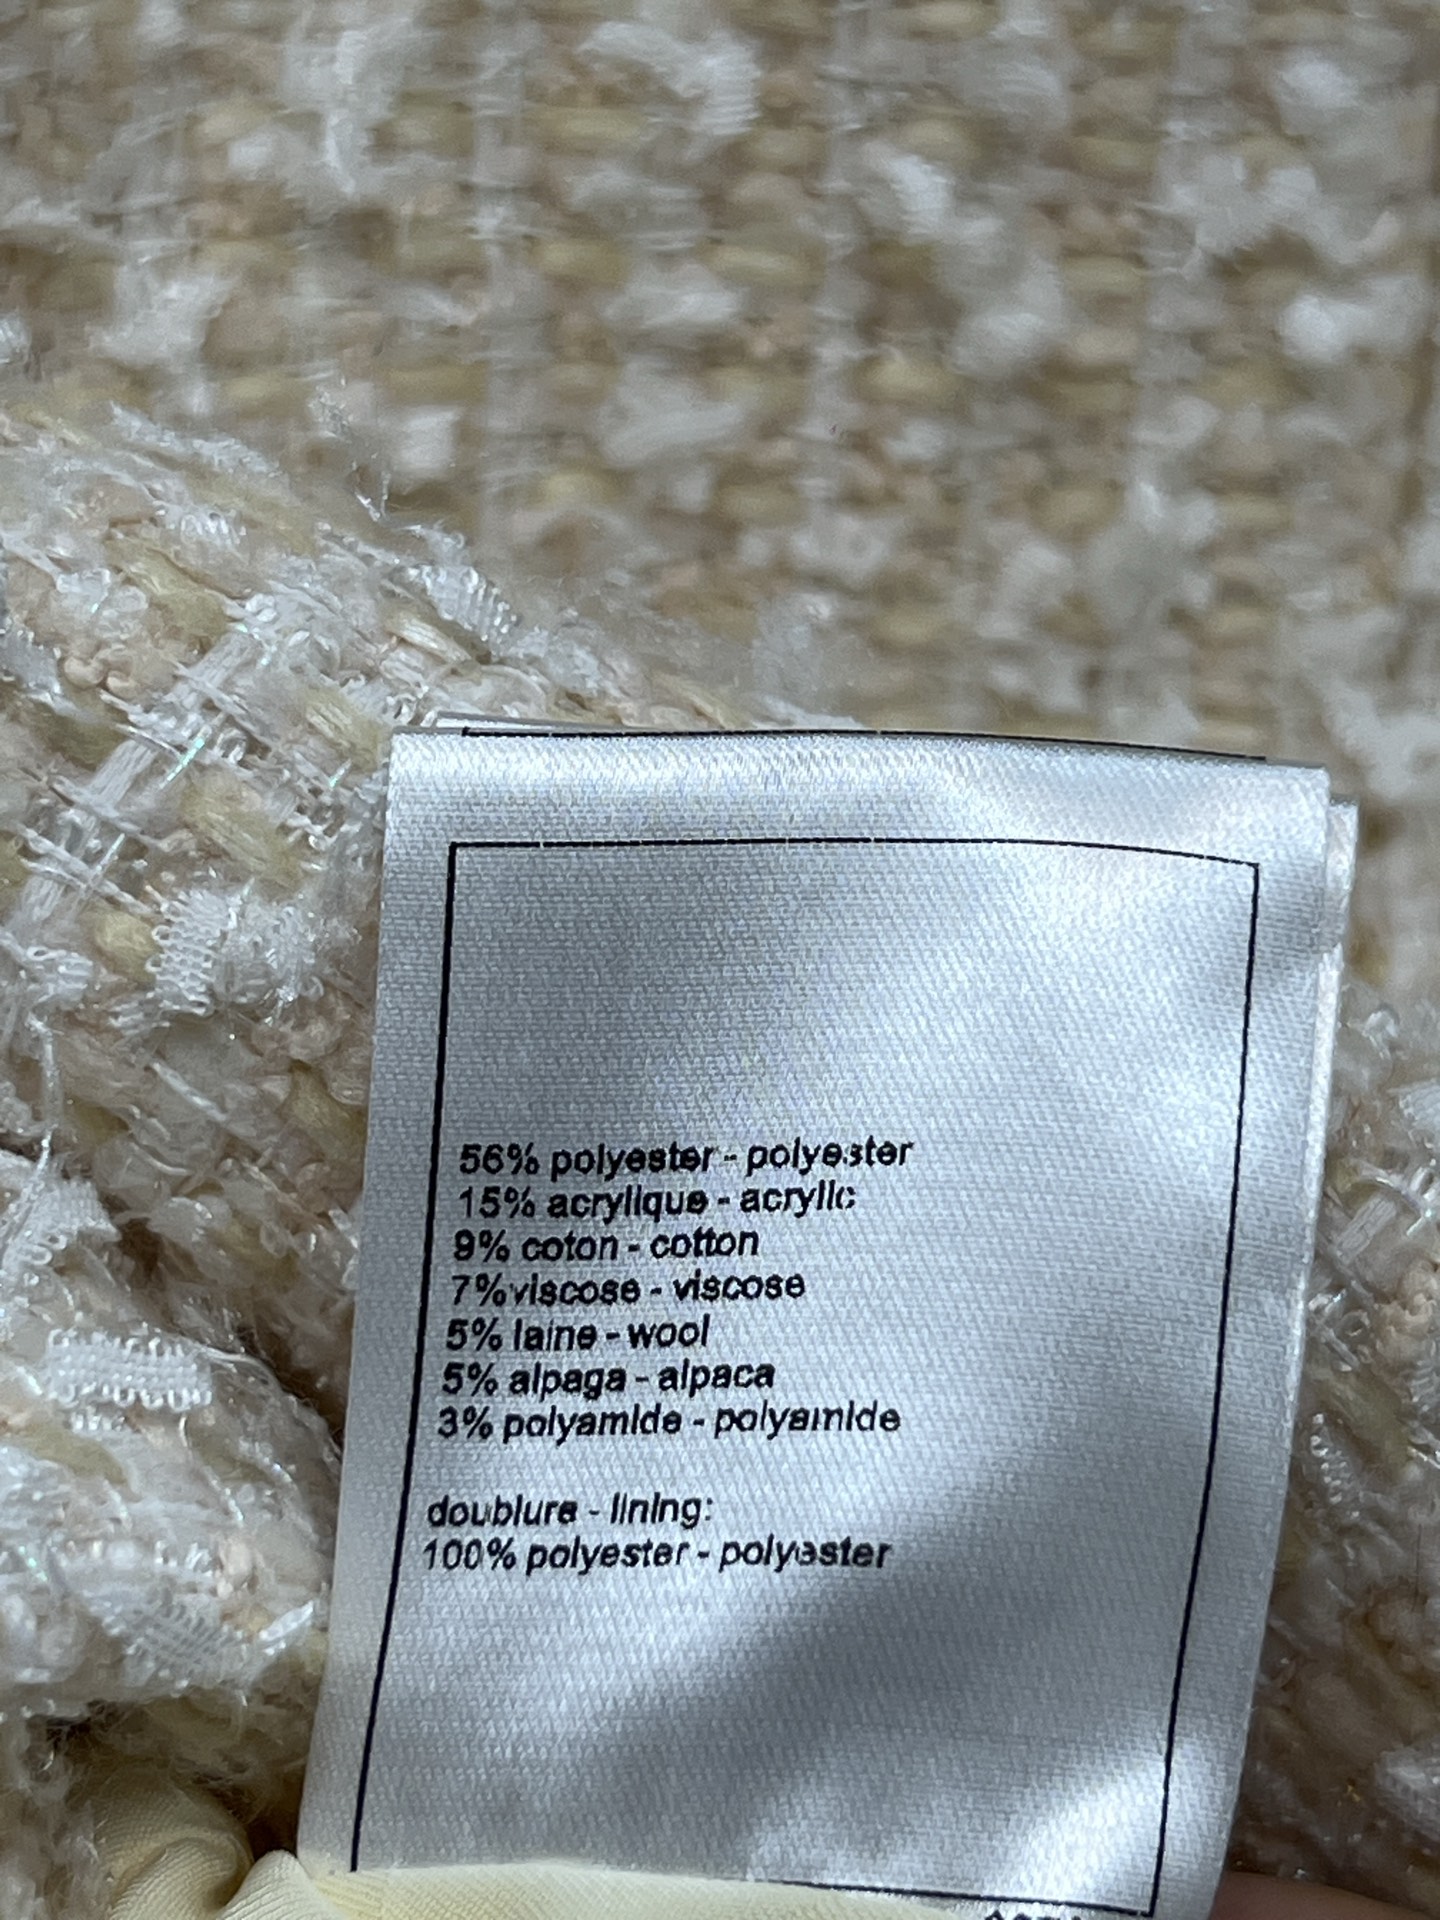 56% polyester - polyester
15% acrylique - acrylic
9% coton - cotton
7% viscose - viscose
5% laine - wool
5% alpaga - alpaca
3% polyamide - polyamide
doublure - lining:
100% polyester - polyester